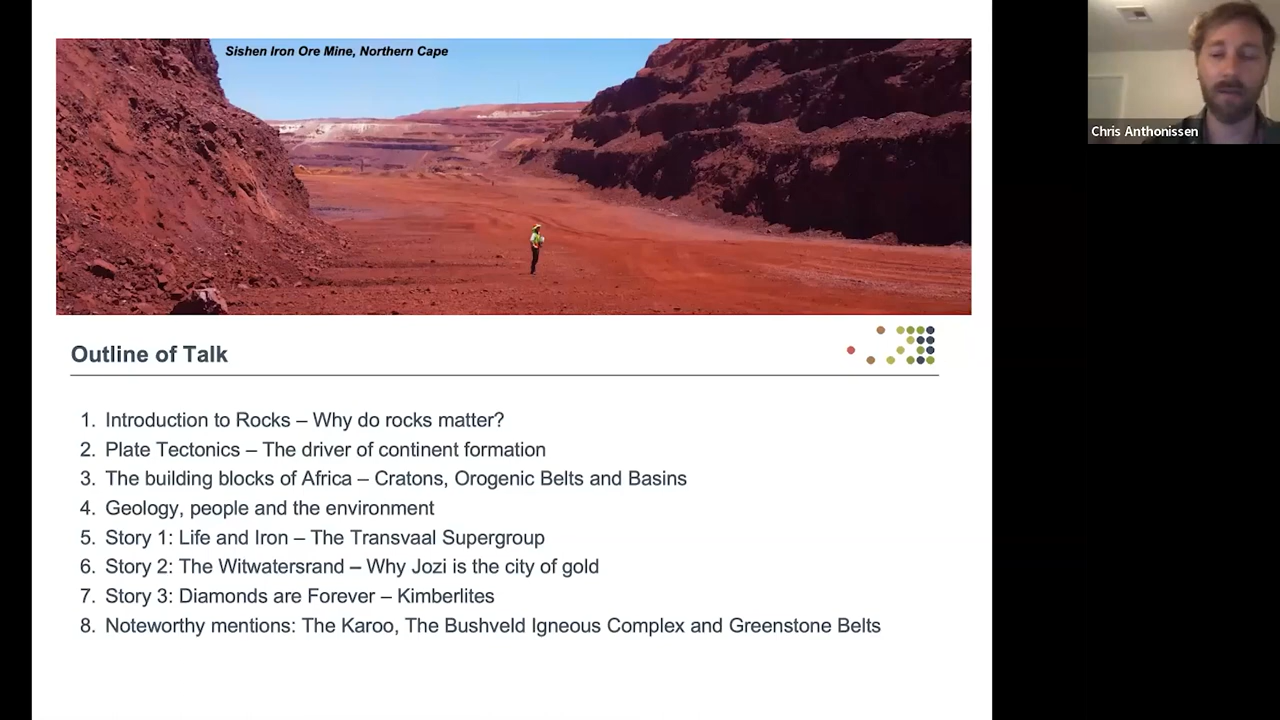 Sishen Iron Ore Mine, Northern Cape
Chris Anthonissen
Outline of Talk
1. Introduction to Rocks – Why do rocks matter?
2. Plate Tectonics – The driver of continent formation
3. The building blocks of Africa – Cratons, Orogenic Belts and Basins
4. Geology, people and the environment
5. Story 1: Life and Iron – The Transvaal Supergroup
6. Story 2: The Witwatersrand – Why Jozi is the city of gold
7. Story 3: Diamonds are Forever – Kimberlites
8. Noteworthy mentions: The Karoo, The Bushveld Igneous Complex and Greenstone Belts